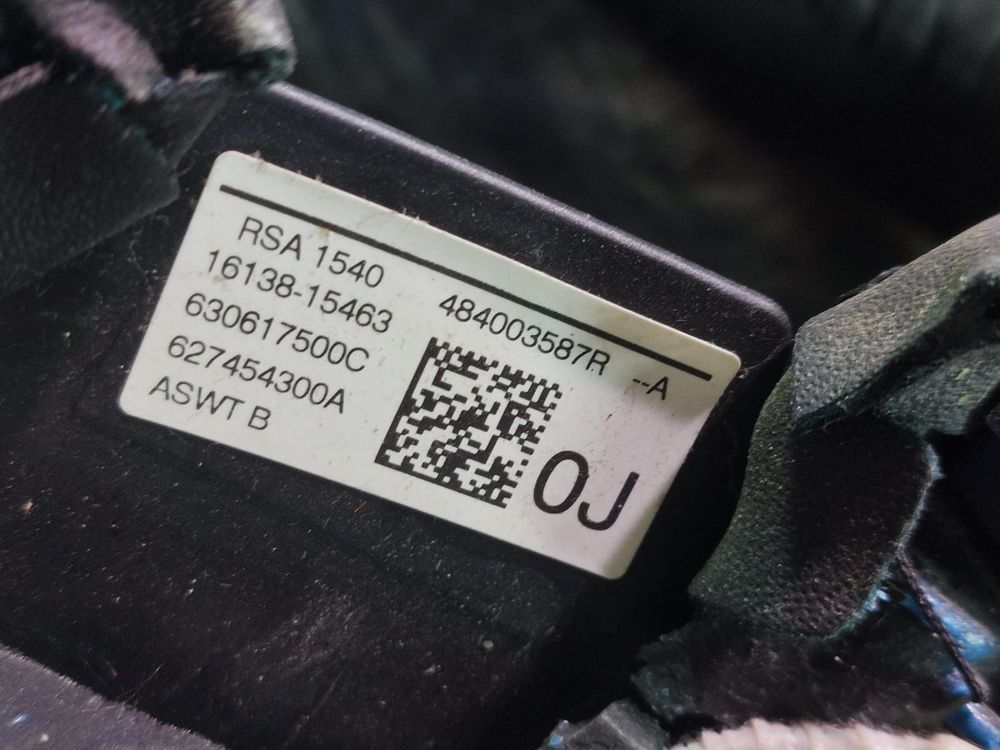 RSA 1540
16138-15463
630617500C
627454300A
ASWT B
484003587R --A
0J